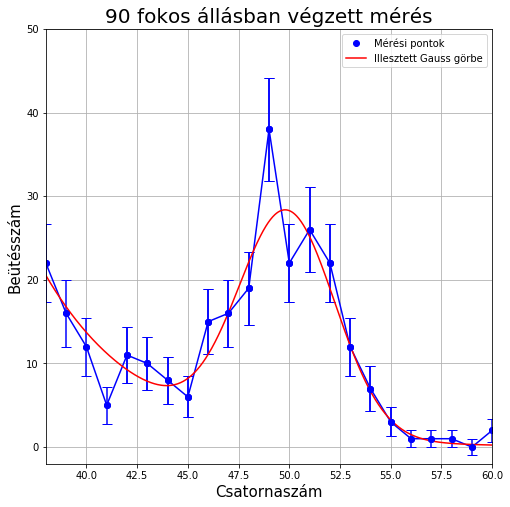 90 fokos állásban végzett mérés
Mérési pontok
Illesztett Gauss görbe
Beütésszám
50
40
30
20
10
0
40.0 42.5 45.0 47.5 50.0 52.5 55.0 57.5 60.0
Csatornaszám